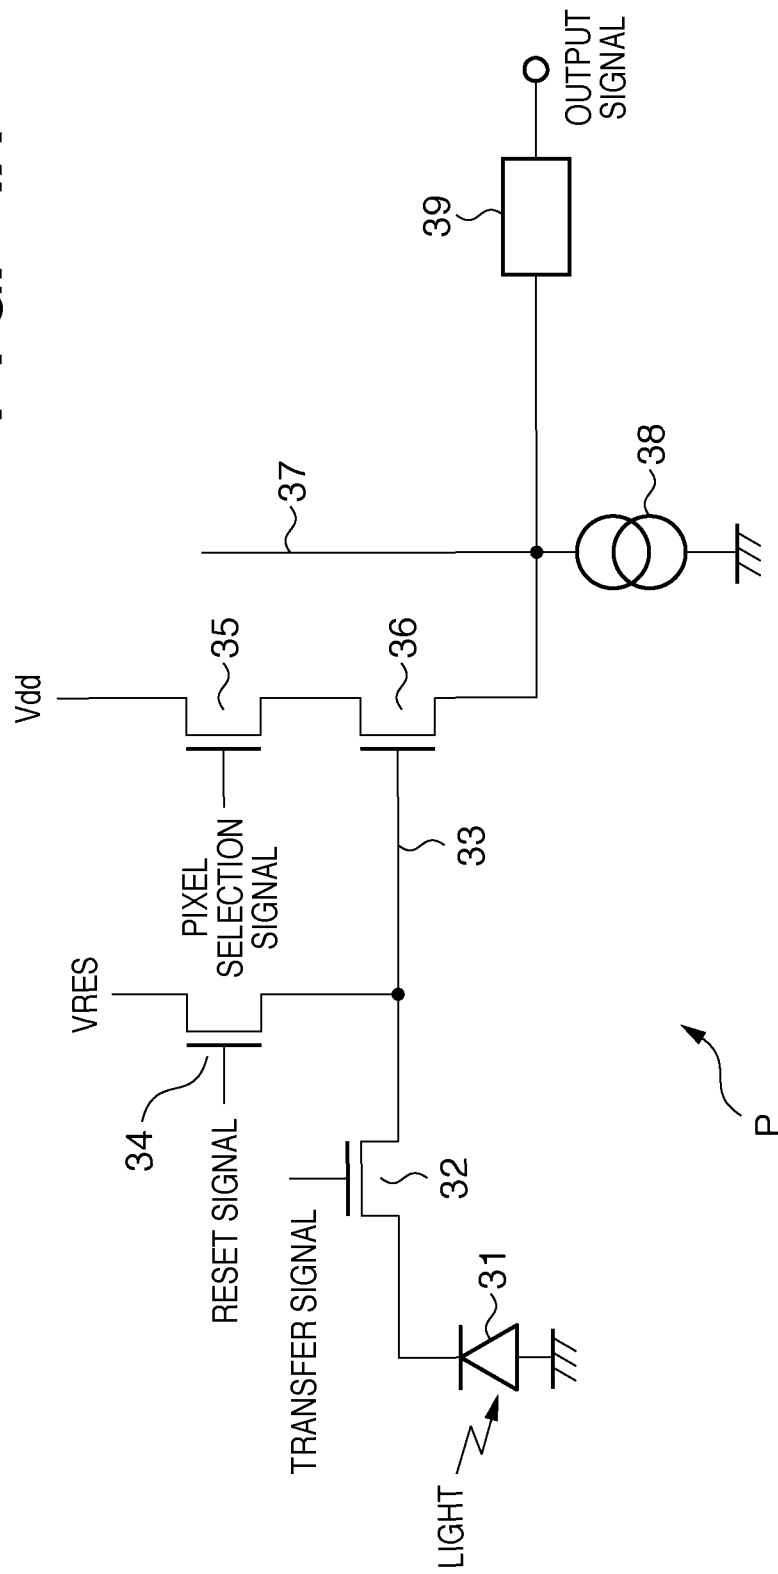 Vdd
VRES
34
35
37
PIXEL
SELECTION
SIGNAL
RESET SIGNAL
TRANSFER SIGNAL
36
39
33
32
LIGHT
31
OUTPUT
SIGNAL
38
P